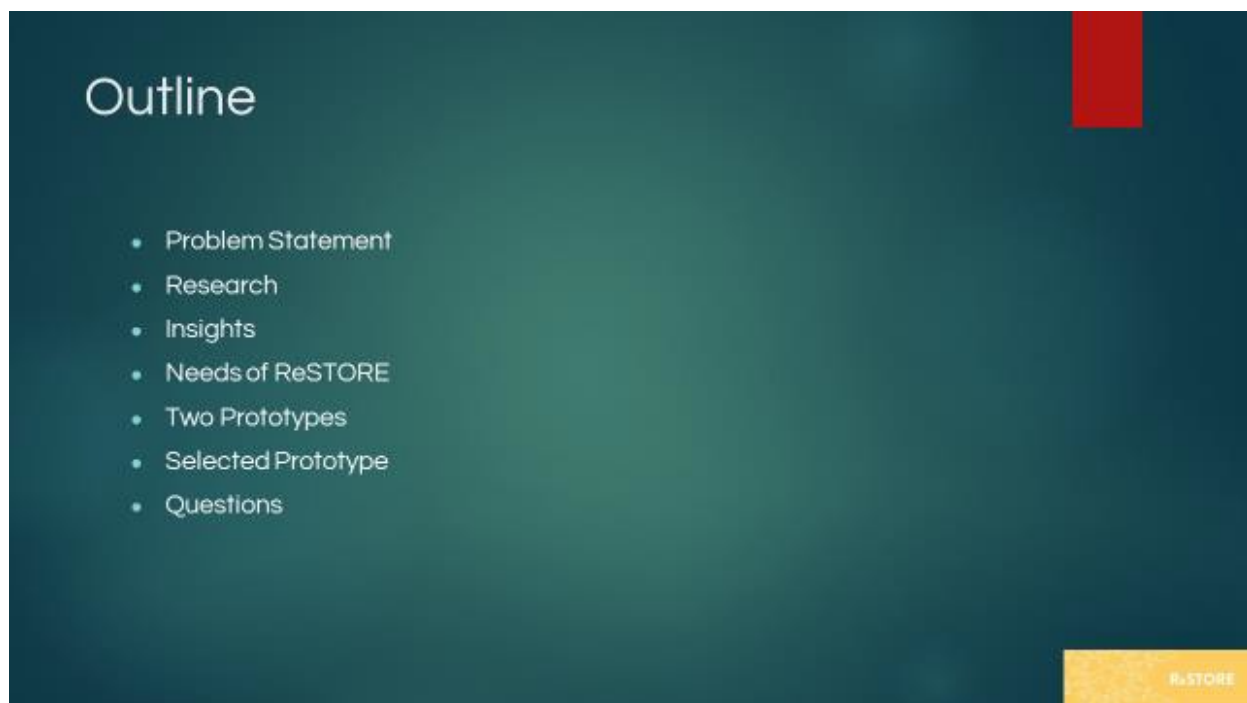 Outline
Problem Statement
Research
Insights
Needs of ReSTORE
Two Prototypes
Selected Prototype
Questions
ReSTORE